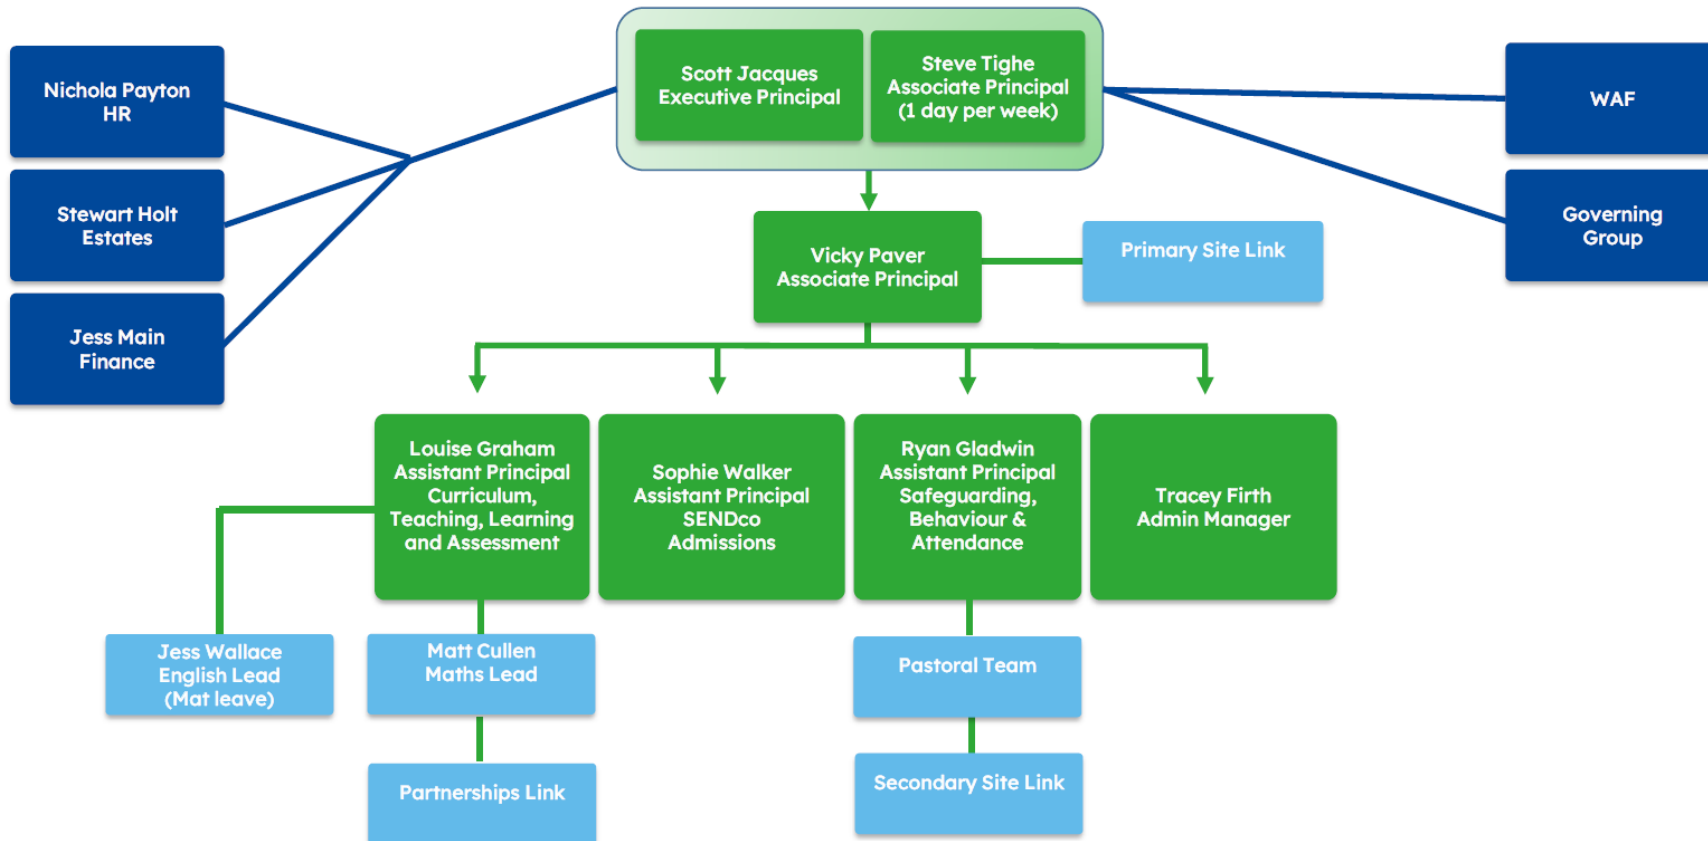 Nichola Payton
HR
Stewart Holt
Estates
Jess Main
Finance
Scott Jacques
Executive Principal
Steve Tighe
Associate Principal
(1 day per week)
WAF
Governing
Group
Vicky Paver
Associate Principal
Primary Site Link
Louise Graham
Assistant Principal
Curriculum,
Teaching, Learning
and Assessment
Sophie Walker
Assistant Principal
SENDco
Admissions
Ryan Gladwin
Assistant Principal
Safeguarding,
Behaviour &
Attendance
Tracey Firth
Admin Manager
Jess Wallace
English Lead
(Mat leave)
Matt Cullen
Maths Lead
Pastoral Team
Partnerships Link
Secondary Site Link